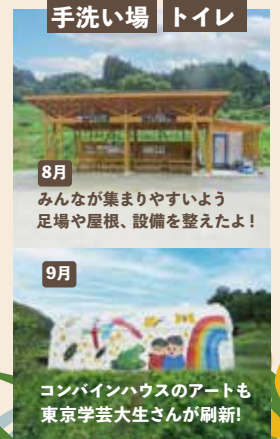 手洗い場 トイレ
8月
みんなが集まりやすいよう
足場や屋根、設備を整えたよ!
9月
コンバインハウスのアートも
東京学芸大生さんが刷新!